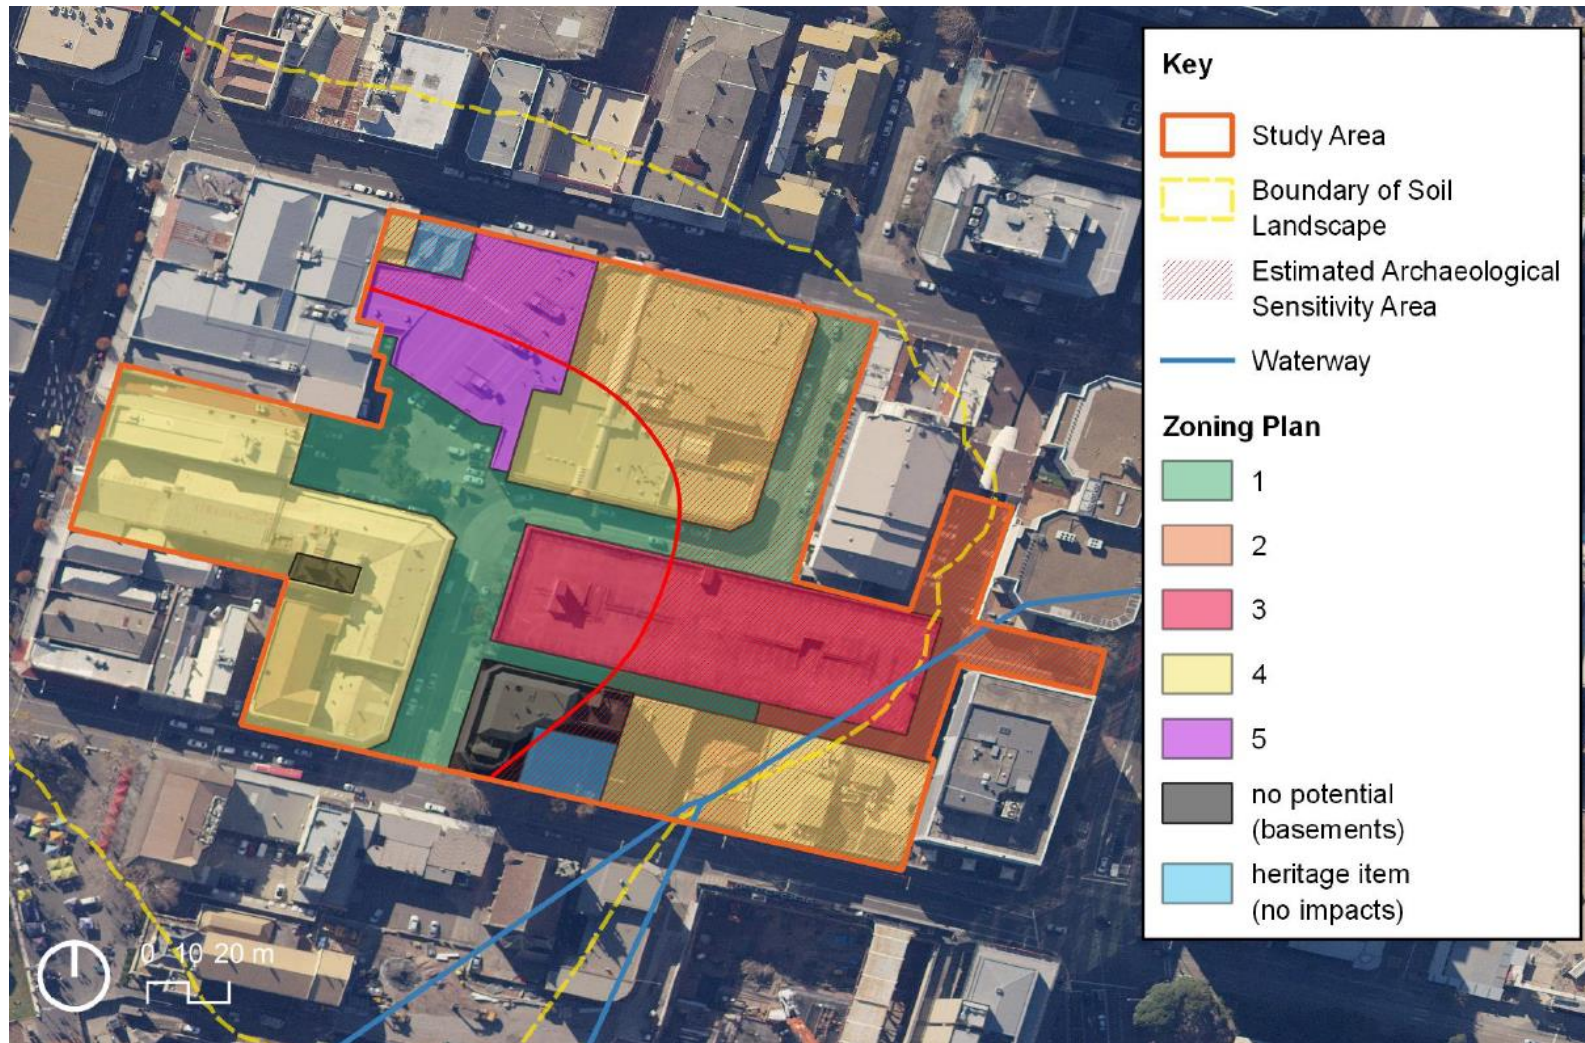 Key
Study Area
Boundary of Soil
Landscape
Estimated Archaeological
Sensitivity Area
Waterway
Zoning Plan
1
2
3
4
5
no potential
(basements)
heritage item
(no impacts)
0 10 20 m